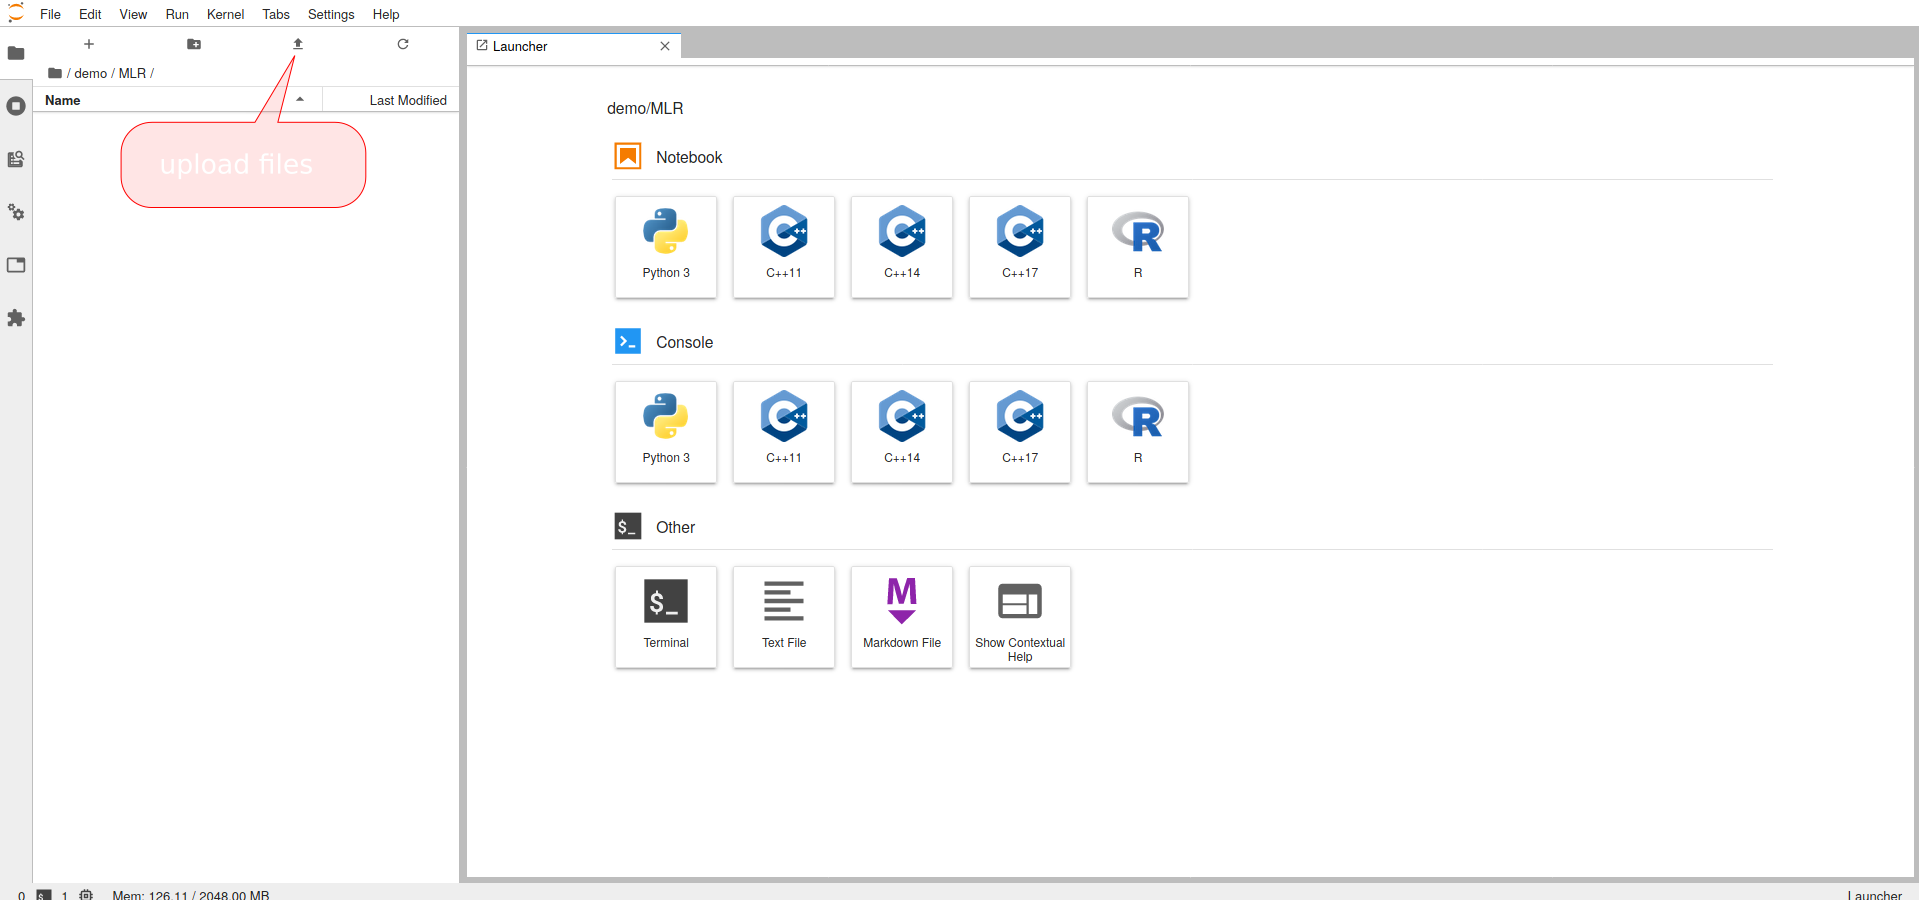 File Edit View Run Kernel Tabs Settings Help
/ demo / MLR /
Name Last Modified
upload files
Launcher
demo/MLR
Notebook
Python 3 C++11 C++14 C++17 R
Console
Python 3 C++11 C++14 C++17 R
Other
Terminal Text File Markdown File Show Contextual
Help
0 1 Mem: 126.11 / 2048.00 MB Launcher